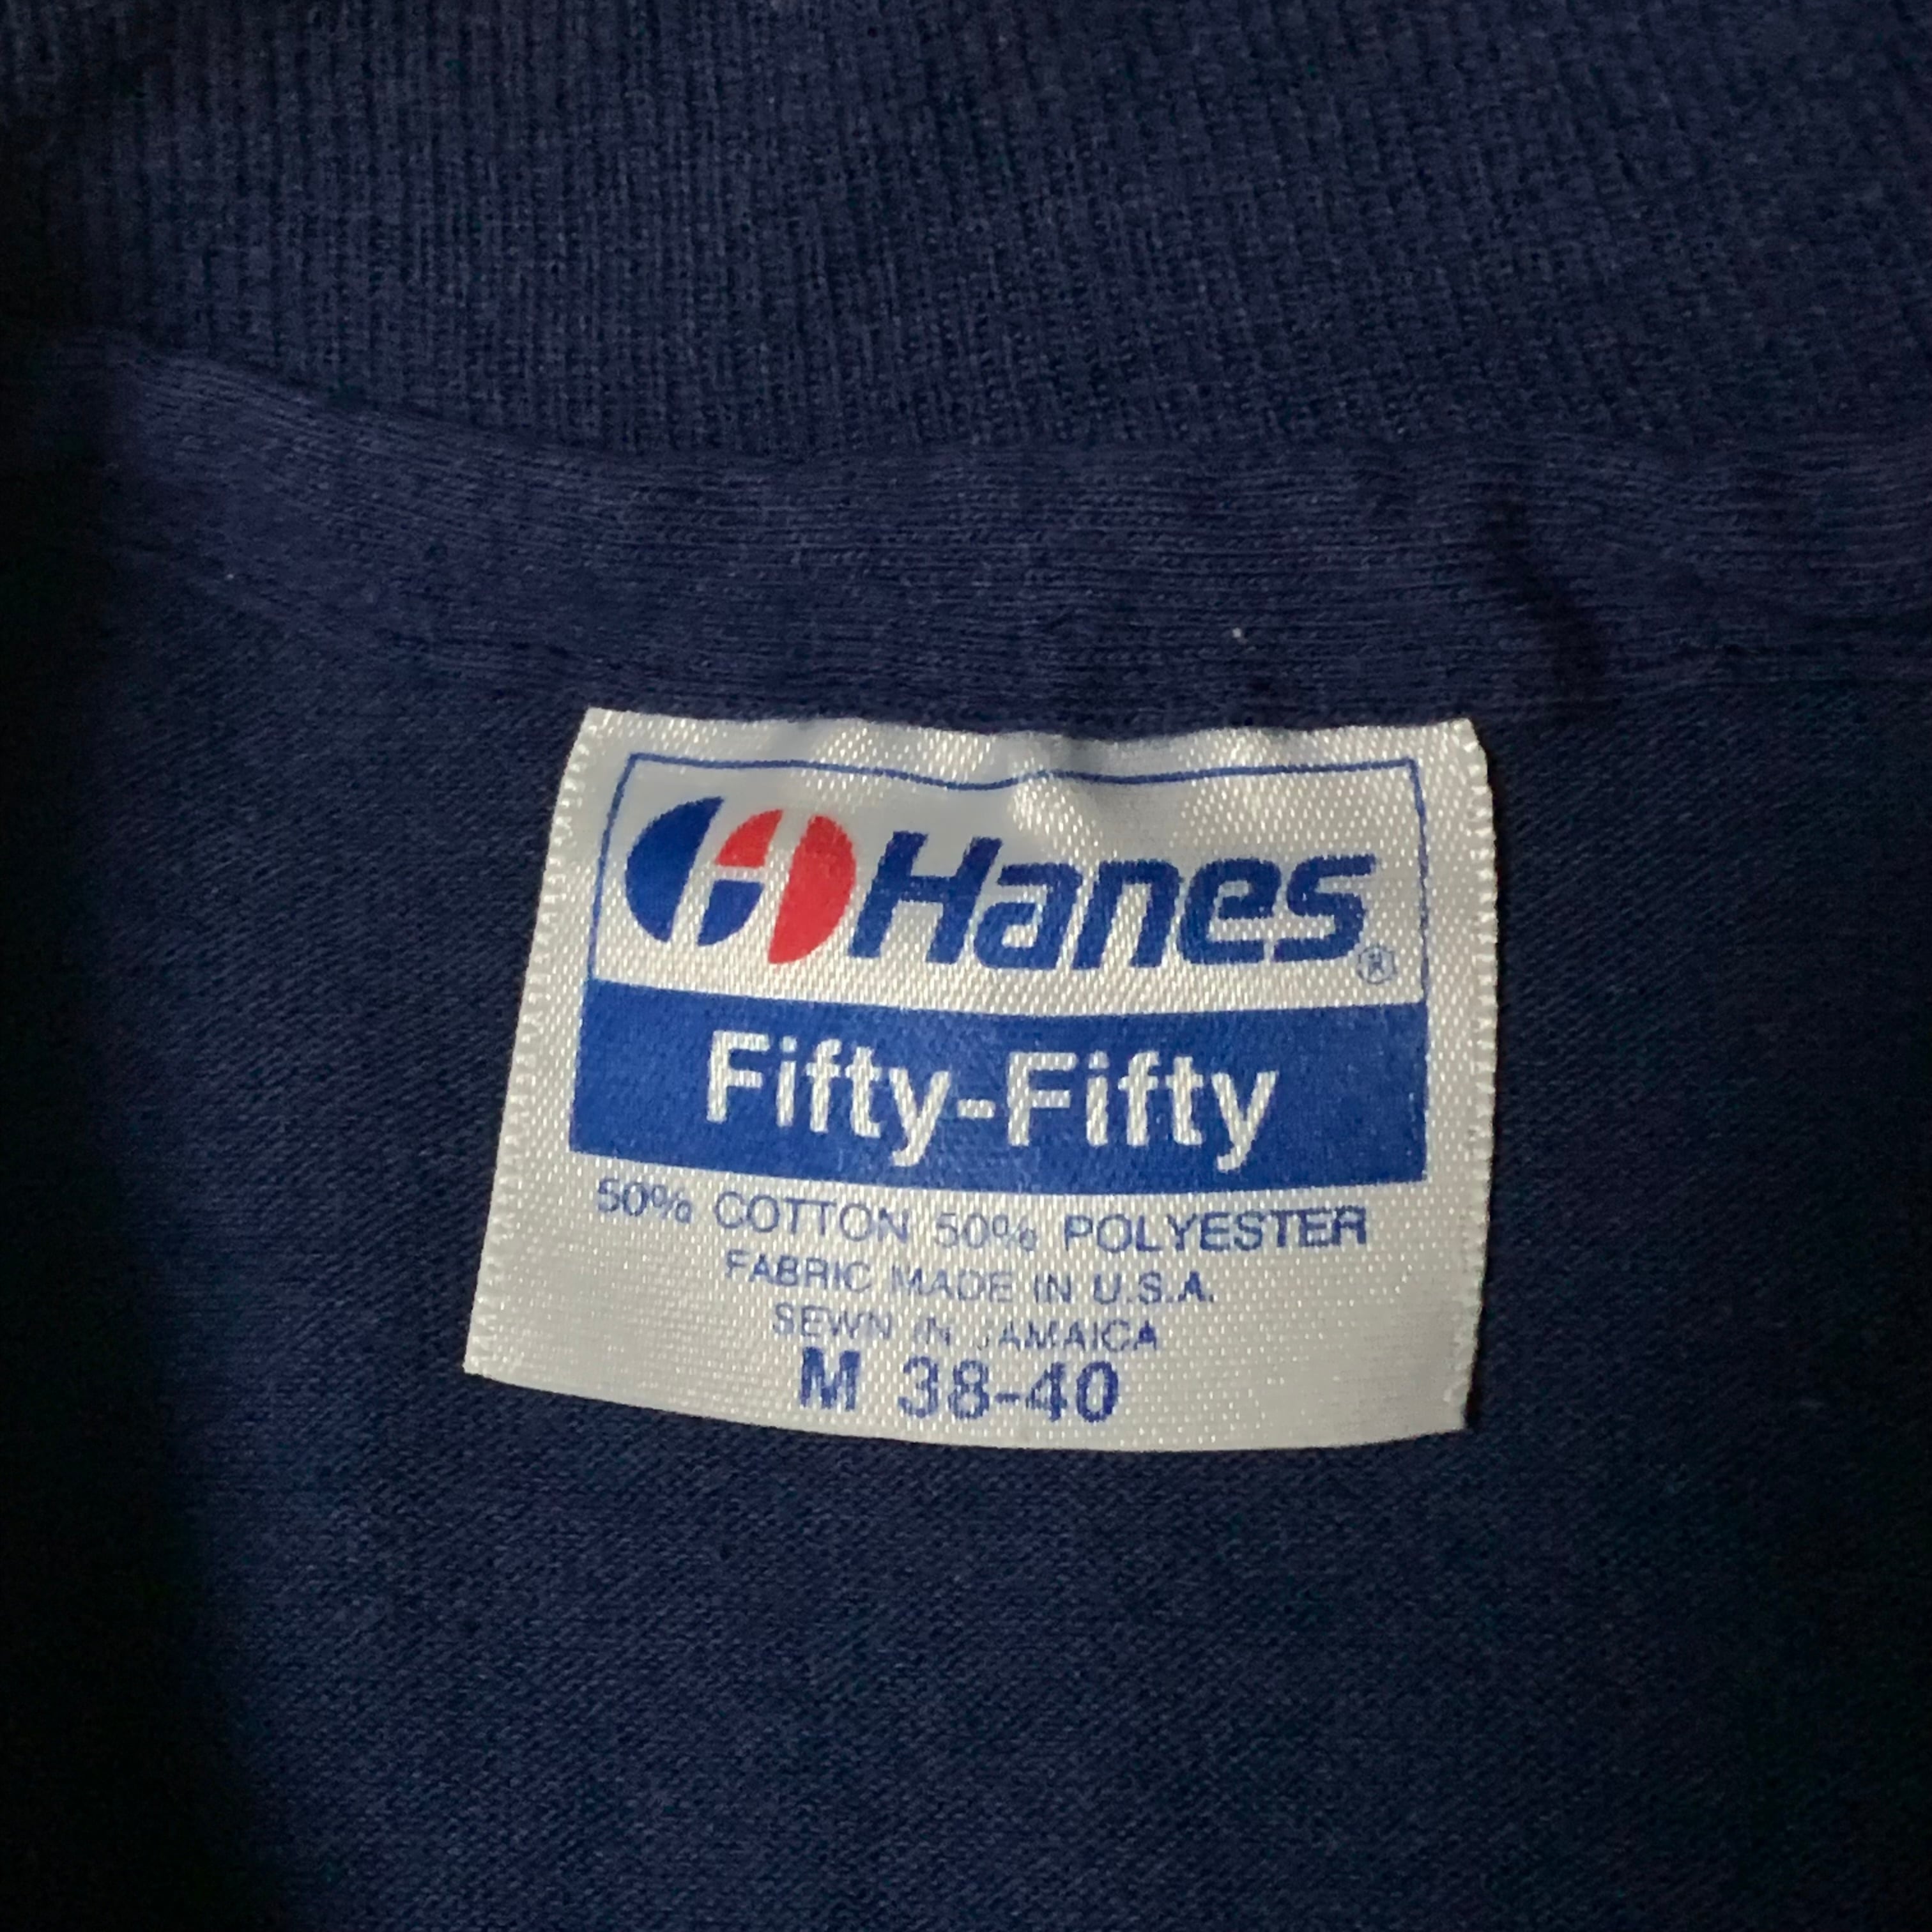 Hanes®
Fifty-Fifty
50% COTTON 50% POLYESTER
FABRIC MADE IN U.S.A.
SEWN IN JAMAICA
M 38-40